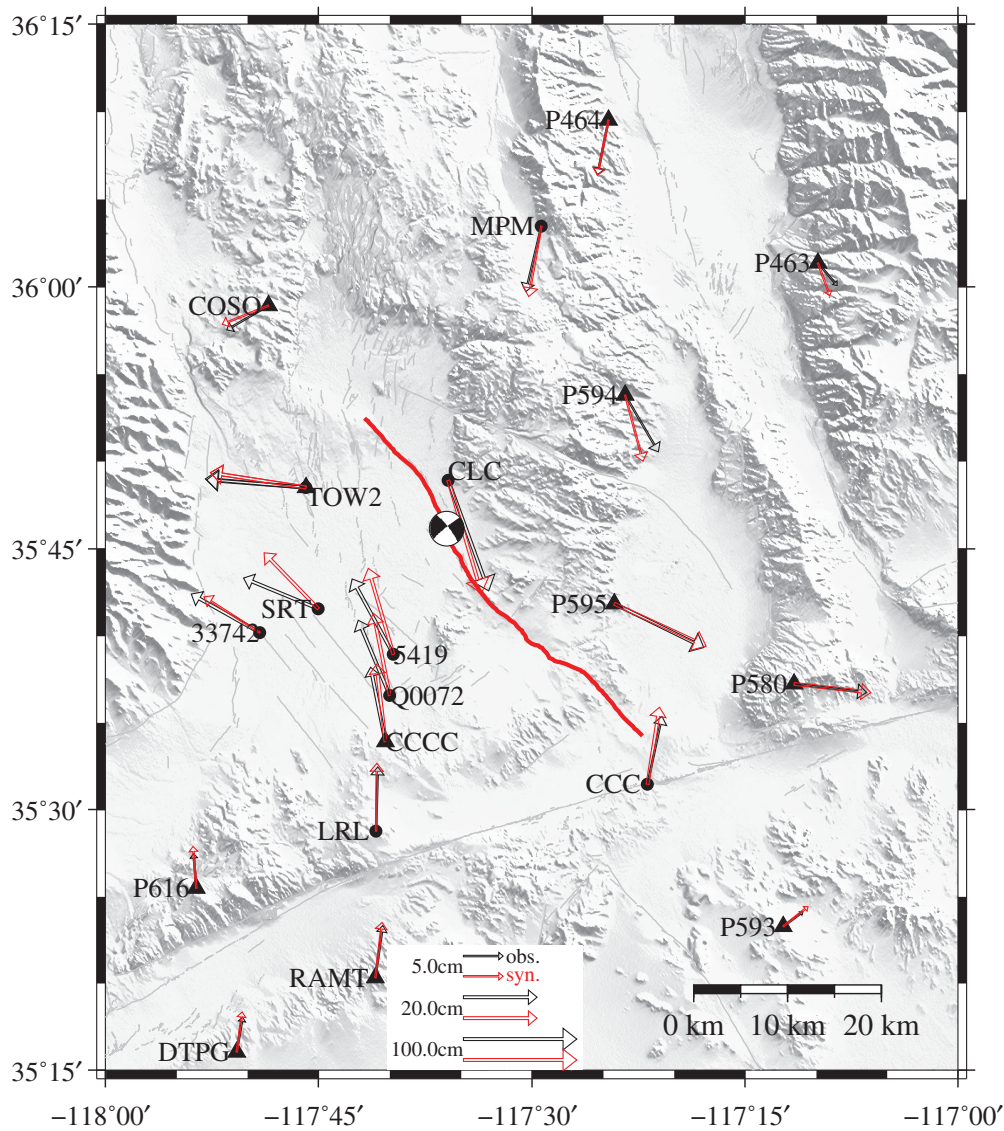 36°15′
P464
MPM
P463
36°00′
COSO
P594
CLC
TOW2
35°45′
SRT
P595
33742
5419
P580
Q0072
CCCC
CCC
35°30′
LRL
P616
P593
5.0cm obs.
syn.
RAMT
20.0cm
0 km 10 km 20 km
100.0cm
DTPG
35°15′
−118°00′ −117°45′ −117°30′ −117°15′ −117°00′